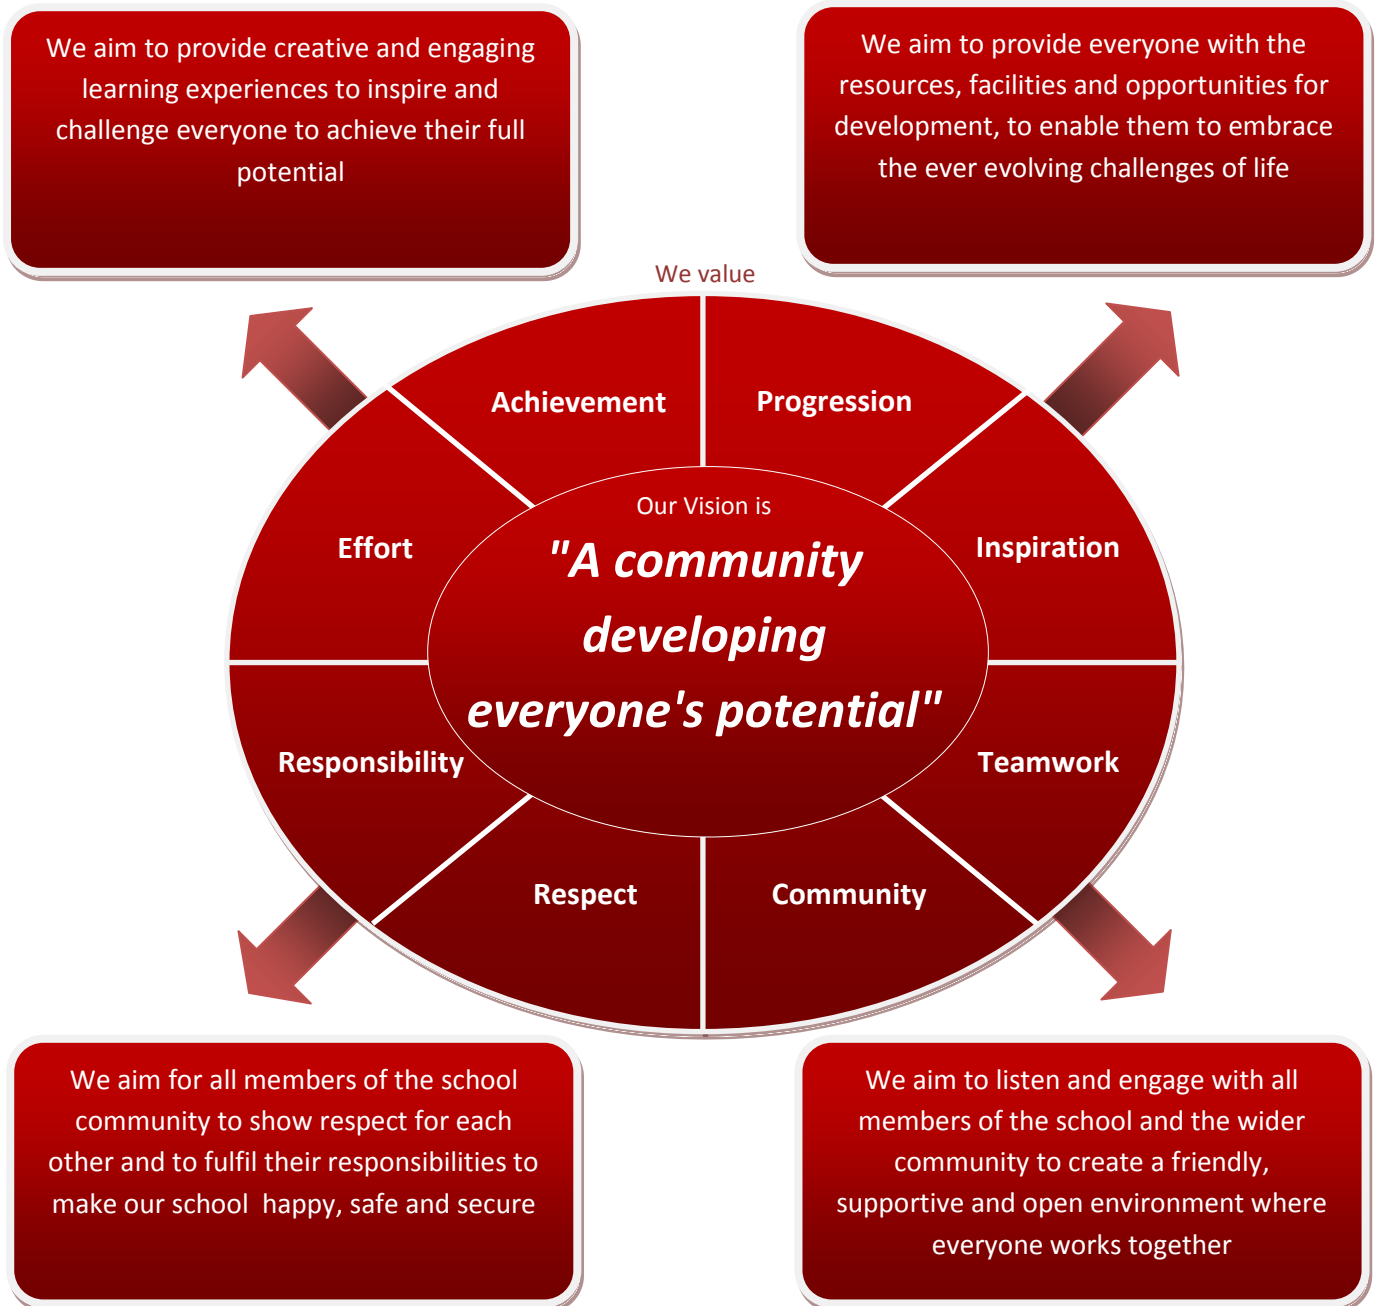 We aim to provide creative and engaging
learning experiences to inspire and
challenge everyone to achieve their full
potential
We aim to provide everyone with the
resources, facilities and opportunities for
development, to enable them to embrace
the ever evolving challenges of life
We value
Achievement
Progression
Effort
Inspiration
Our Vision is
"A community
developing
everyone's potential"
Responsibility
Teamwork
Respect
Community
We aim for all members of the school
community to show respect for each
other and to fulfil their responsibilities to
make our school  happy, safe and secure
We aim to listen and engage with all
members of the school and the wider
community to create a friendly,
supportive and open environment where
everyone works together